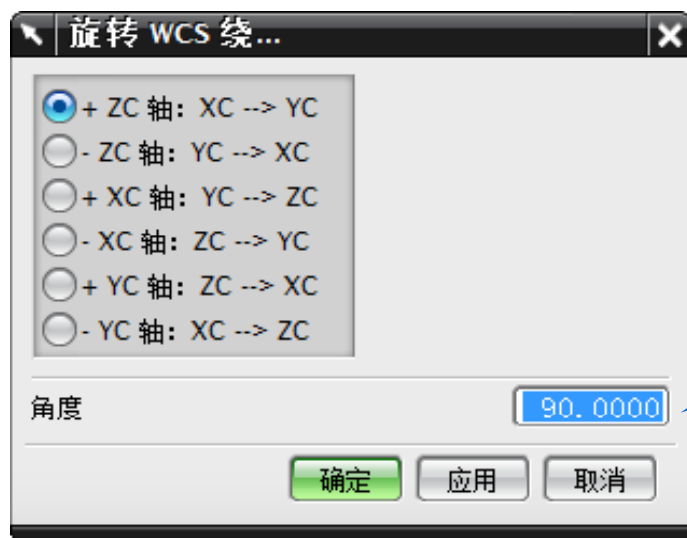 旋转 WCS 绕...
+ ZC 轴: XC --> YC
- ZC 轴: YC --> XC
+ XC 轴: YC --> ZC
- XC 轴: ZC --> YC
+ YC 轴: ZC --> XC
- YC 轴: XC --> ZC
角度 90.0000
确定 应用 取消